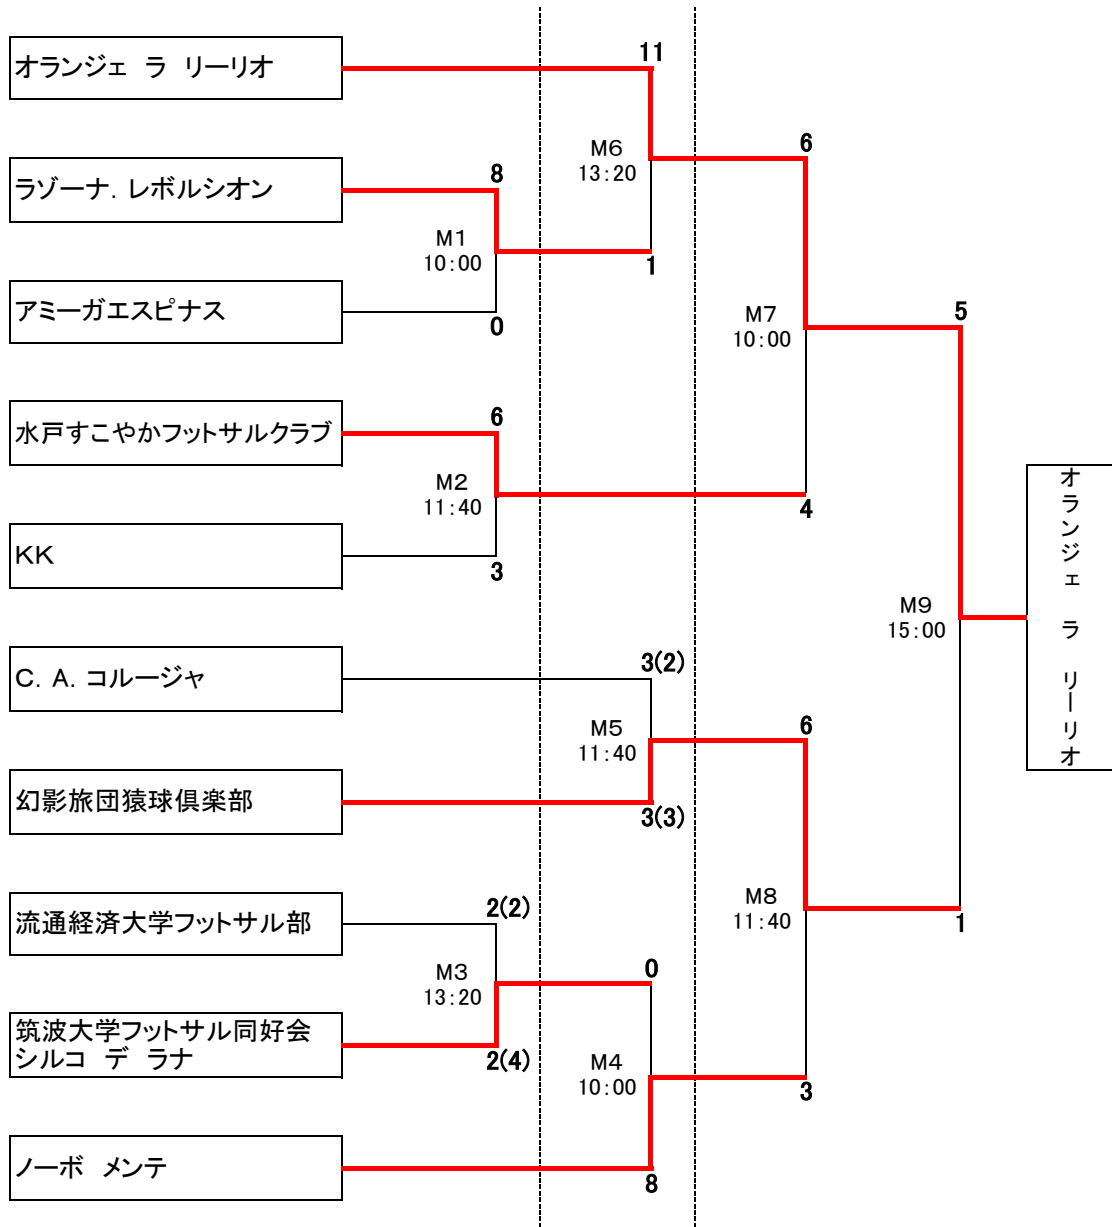 オランジェ ラ リーリオ
11
M6
13:20
6
ラゾーナ．レボルシオン
8
M1
10:00
1
アミーガエスピナス
0
M7
10:00
5
水戸すこやかフットサルクラブ
6
M2
11:40
4
KK
3
オランジェ ラ リーリオ
M9
15:00
C．A．コルージャ
3(2)
M5
11:40
6
幻影旅団猿球倶楽部
3(3)
流通経済大学フットサル部
2(2)
M8
11:40
1
M3
13:20
0
筑波大学フットサル同好会
シルコ デ ラナ
2(4)
M4
10:00
3
ノーボ メンテ
8